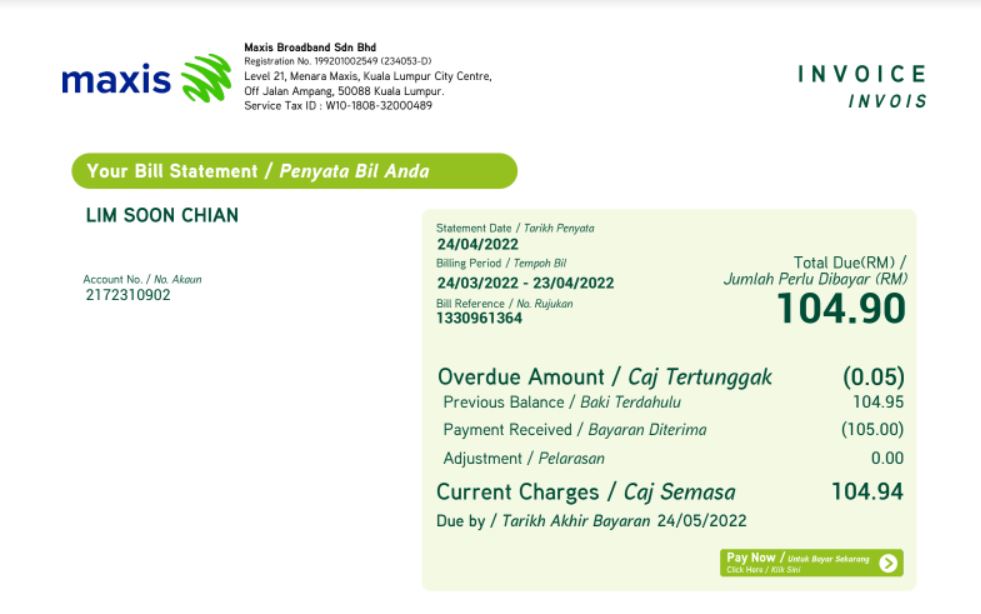 maxis
Maxis Broadband Sdn Bhd
Registration No. 199201002549 (234053-D)
Level 21, Menara Maxis, Kuala Lumpur City Centre,
Off Jalan Ampang, 50088 Kuala Lumpur.
Service Tax ID : W10-1808-32000489
INVOICE
INVOIS
Your Bill Statement / Penyata Bil Anda
LIM SOON CHIAN
Account No. / No. Akaun
2172310902
Statement Date / Tarikh Penyata
24/04/2022
Billing Period / Tempoh Bil
24/03/2022 - 23/04/2022
Bill Reference / No. Rujukan
1330961364
Total Due(RM) /
Jumlah Perlu Dibayar (RM)
104.90
Overdue Amount / Caj Tertunggak (0.05)
Previous Balance / Baki Terdahulu 104.95
Payment Received / Bayaran Diterima (105.00)
Adjustment / Pelarasan 0.00
Current Charges / Caj Semasa 104.94
Due by / Tarikh Akhir Bayaran 24/05/2022
Pay Now / Untuk Bayar Sekarang
Click Here / Klik Sini